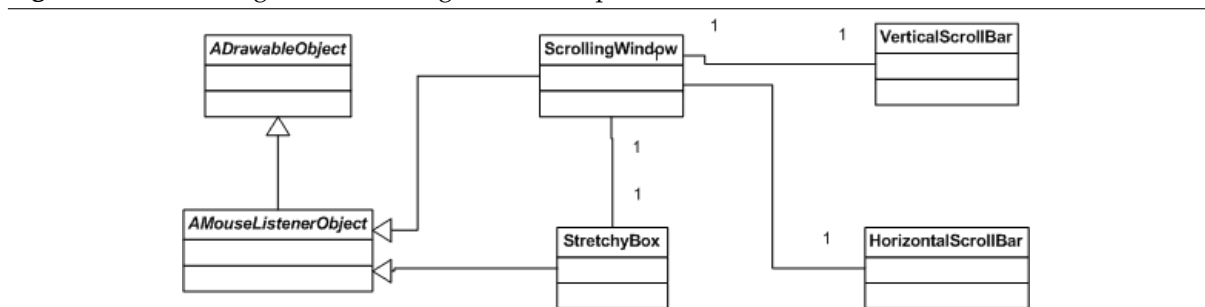 ADrawableObject
ScrollingWindow
1
1
VerticalScrollBar
1
1
AMouseListenerObject
StretchyBox
1
HorizontalScrollBar